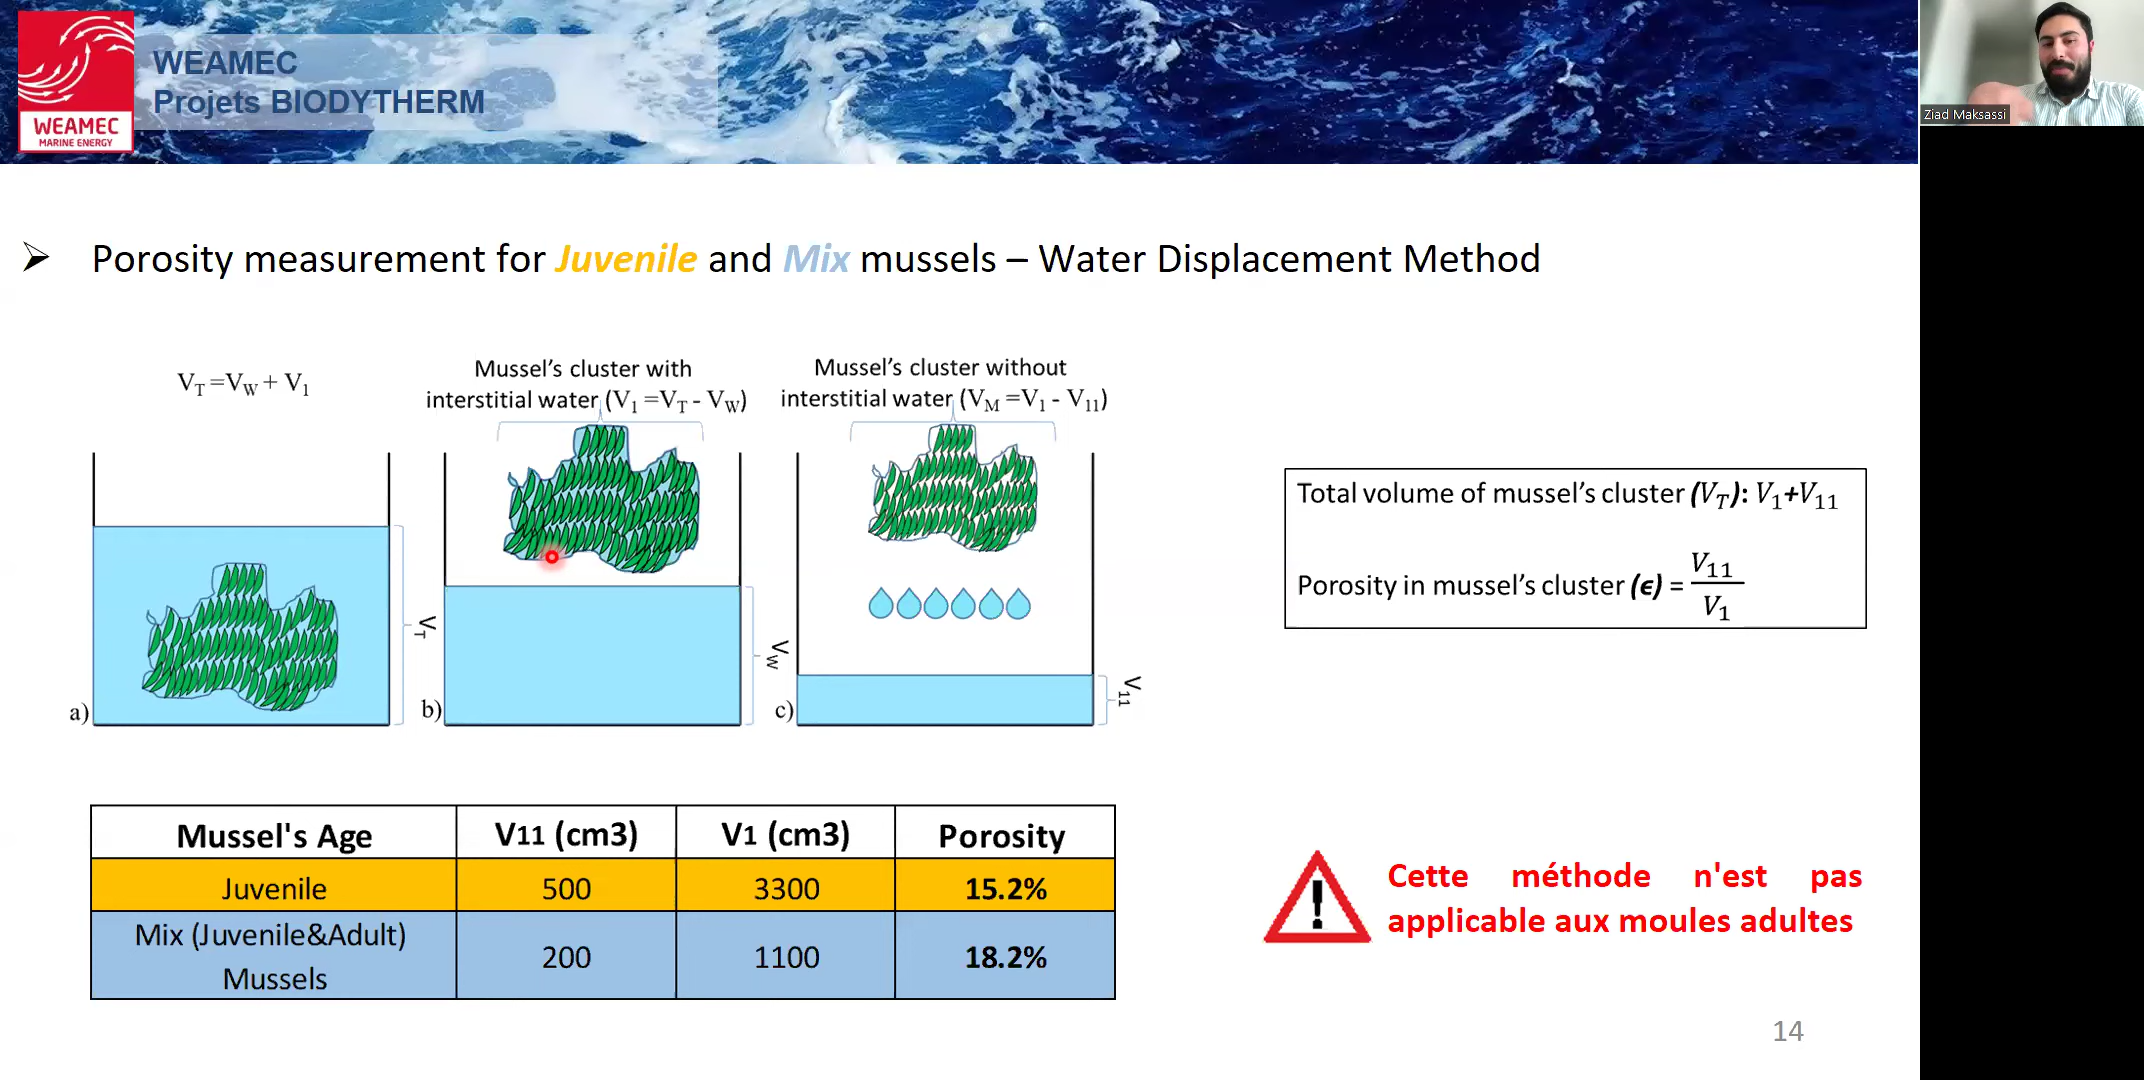 WEAMEC
Projets BIODYTHERM
WEAMEC
MARINE ENERGY
Ziad Maksassi
➢ Porosity measurement for Juvenile and Mix mussels – Water Displacement Method
V_T =V_W + V_1
Mussel's cluster with
interstitial water (V_1 =V_T - V_W)
Mussel's cluster without
interstitial water (V_M =V_1 - V_11)
V_T
V_W
V_11
a)
b)
c)
Total volume of mussel's cluster (V_T): V_1+V_11
Porosity in mussel's cluster (ϵ) = V_11 / V_1
Mussel's Age V11 (cm3) V1 (cm3) Porosity
Juvenile 500 3300 15.2%
Mix (Juvenile&Adult)
Mussels 200 1100 18.2%
Cette méthode n'est pas
applicable aux moules adultes
14